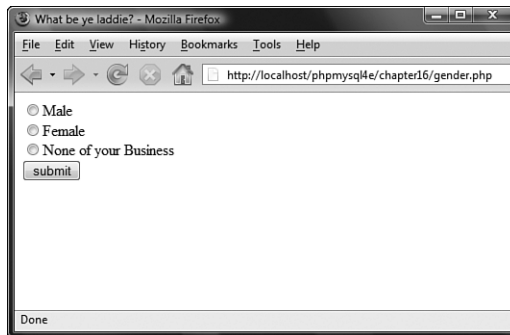 What be ye laddie? - Mozilla Firefox
File Edit View History Bookmarks Tools Help
http://localhost/phpmysql4e/chapter16/gender.php
Male
Female
None of your Business
submit
Done